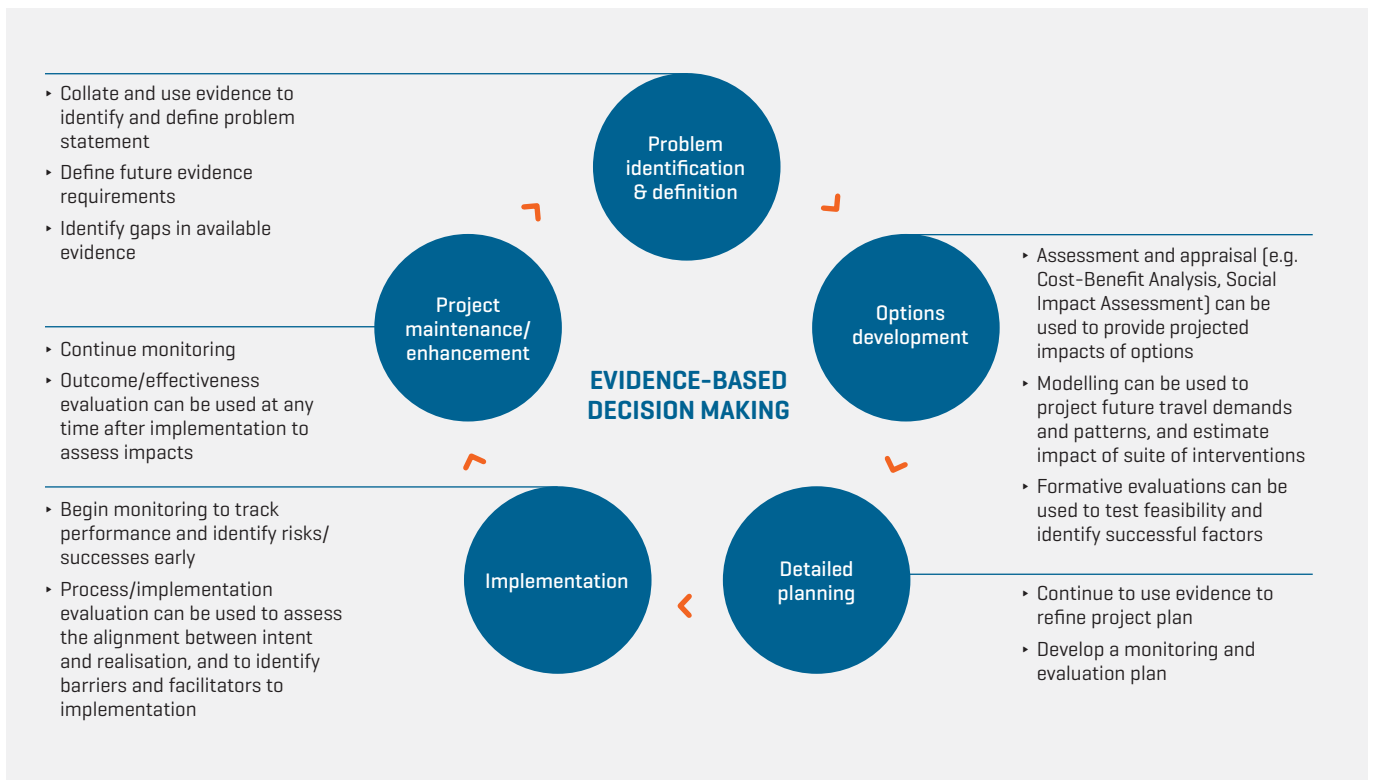 ‣ Collate and use evidence to
identify and define problem
statement
‣ Define future evidence
requirements
‣ Identify gaps in available
evidence
Problem
identification
& definition
Options
development
‣ Assessment and appraisal (e.g.
Cost-Benefit Analysis, Social
Impact Assessment) can be
used to provide projected
impacts of options
‣ Modelling can be used to
project future travel demands
and patterns, and estimate
impact of suite of interventions
‣ Formative evaluations can be
used to test feasibility and
identify successful factors
Project
maintenance/
enhancement
‣ Continue monitoring
‣ Outcome/effectiveness
evaluation can be used at any
time after implementation to
assess impacts
EVIDENCE-BASED
DECISION MAKING
Implementation
‣ Begin monitoring to track
performance and identify risks/
successes early
‣ Process/implementation
evaluation can be used to assess
the alignment between intent
and realisation, and to identify
barriers and facilitators to
implementation
Detailed
planning
‣ Continue to use evidence to
refine project plan
‣ Develop a monitoring and
evaluation plan